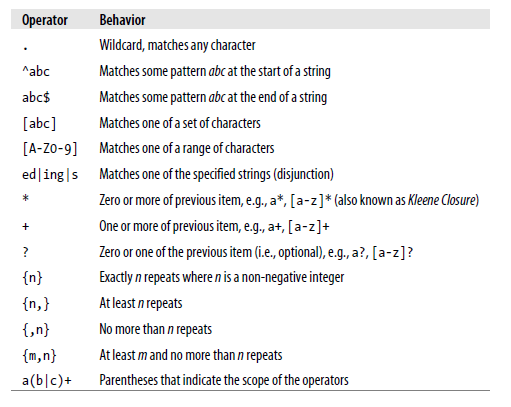 Operator Behavior
. Wildcard, matches any character
^abc Matches some pattern abc at the start of a string
abc$ Matches some pattern abc at the end of a string
[abc] Matches one of a set of characters
[A-Z0-9] Matches one of a range of characters
ed|ing|s Matches one of the specified strings (disjunction)
* Zero or more of previous item, e.g., a*, [a-z]* (also known as Kleene Closure)
+ One or more of previous item, e.g., a+, [a-z]+
? Zero or one of the previous item (i.e., optional), e.g., a?, [a-z]?
{n} Exactly n repeats where n is a non-negative integer
{n,} At least n repeats
{,n} No more than n repeats
{m,n} At least m and no more than n repeats
a(b|c)+ Parentheses that indicate the scope of the operators